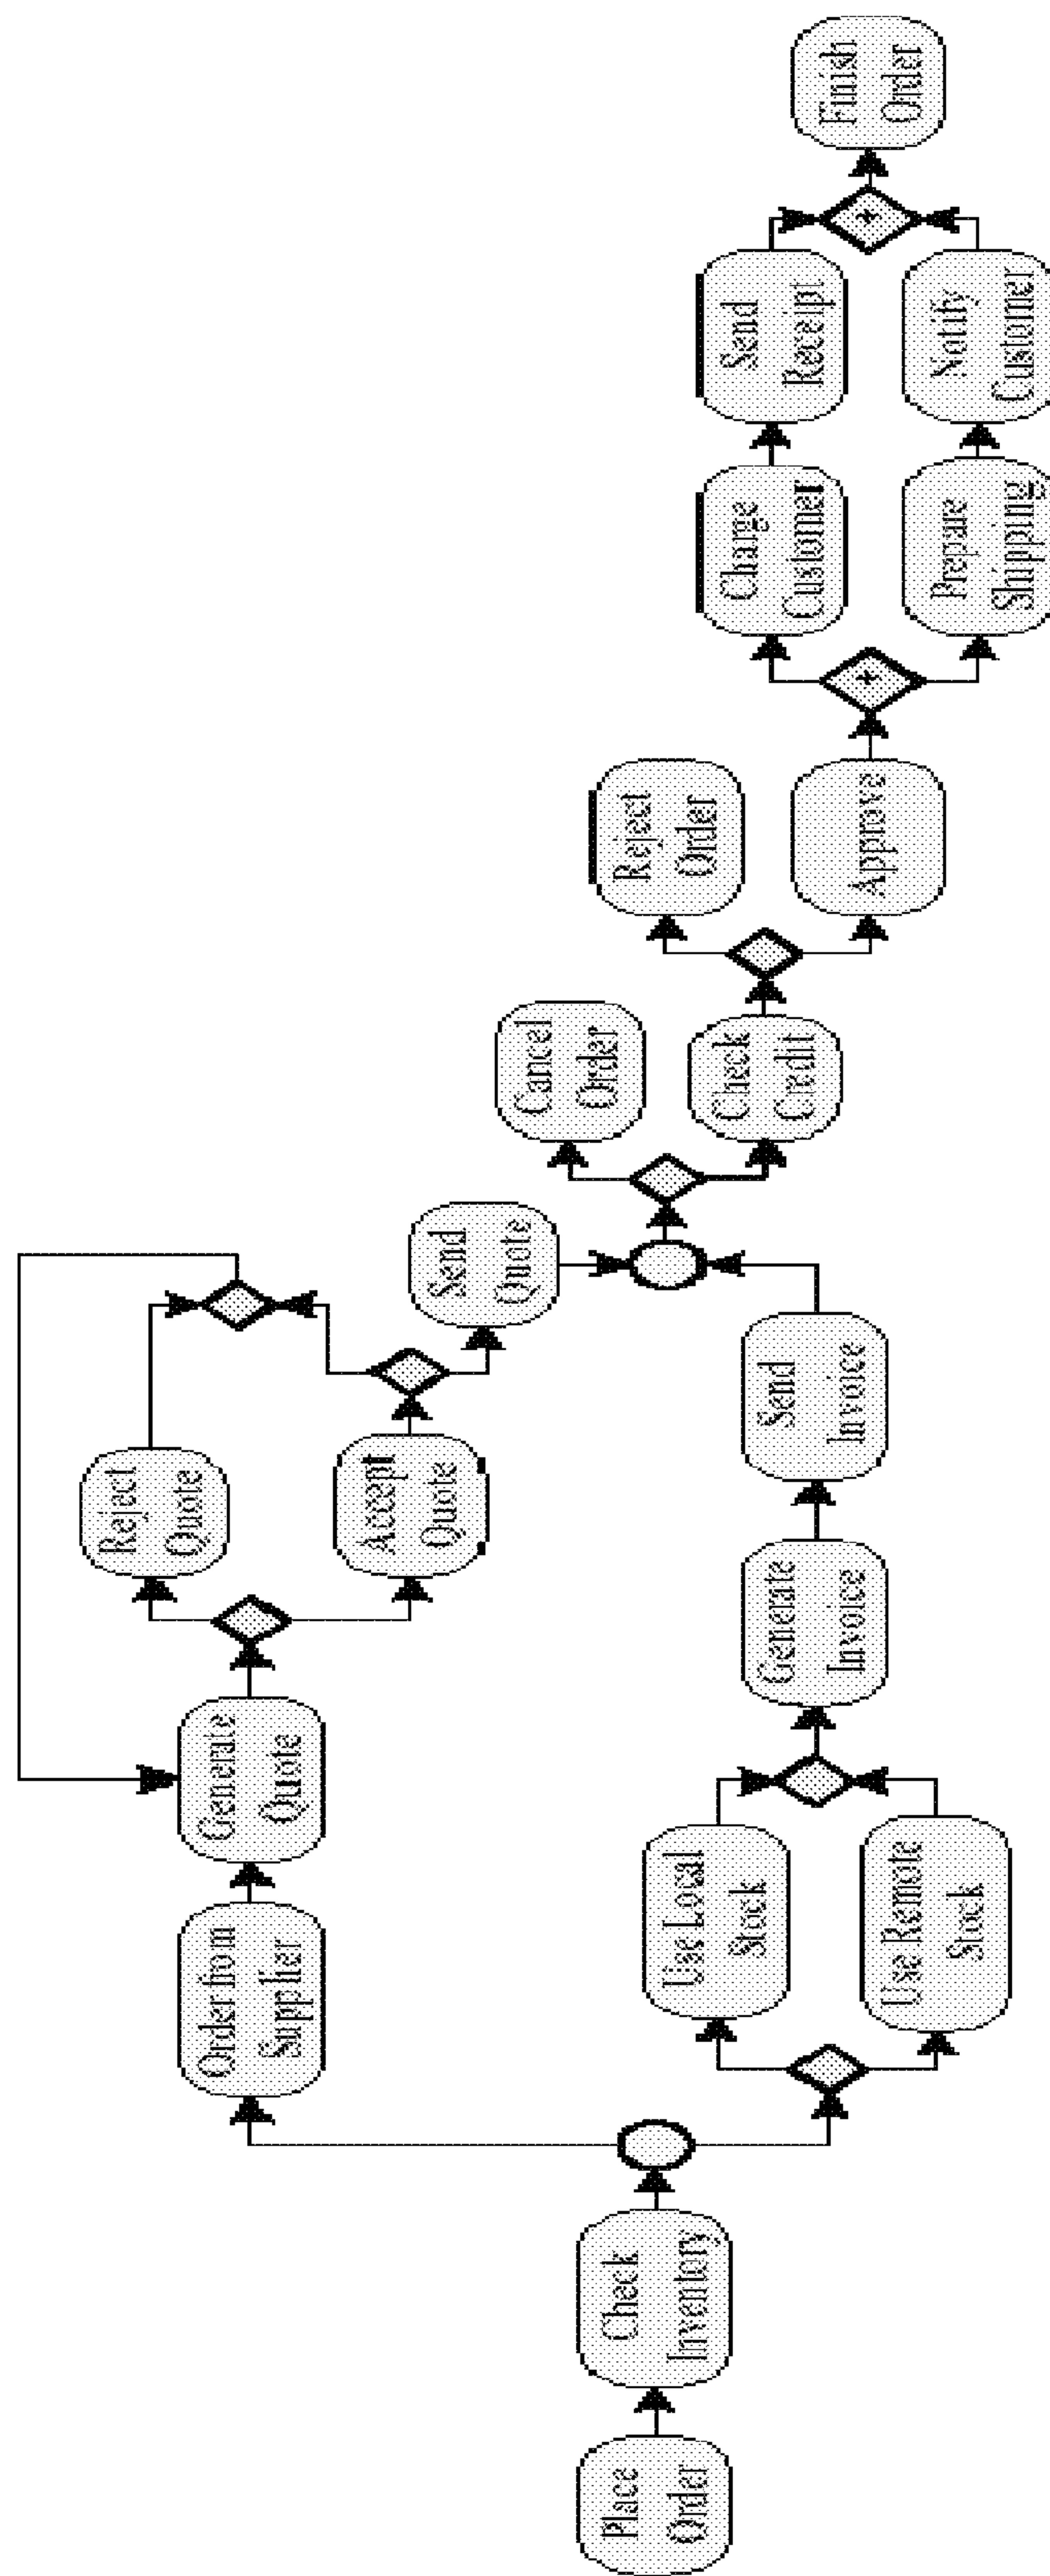 Place
Order
Check
Inventory
Order from
Supplier
Generate
Quote
Reject
Quote
Accept
Quote
Send
Quote
Use Local
Stock
Use Remote
Stock
Generate
Invoice
Send
Invoice
Cancel
Order
Check
Credit
Reject
Order
Approve
+
Charge
Customer
Send
Receipt
Prepare
Shipping
Notify
Customer
+
Finish
Order